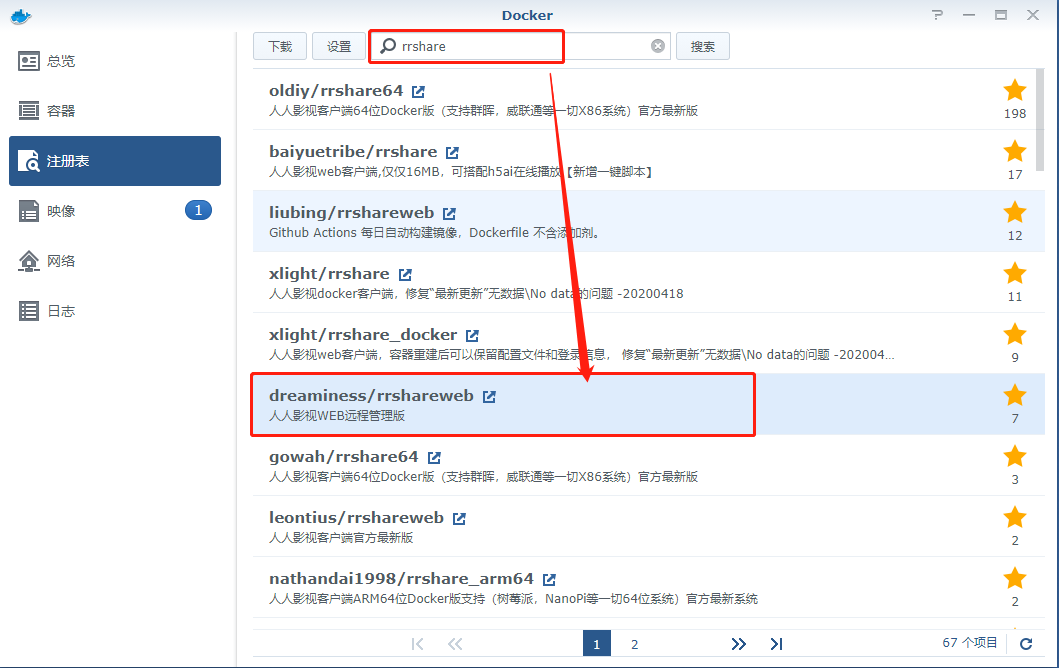 Docker
总览
容器
注册表
映像
1
网络
日志
下载
设置
rrshare
搜索
oldiy/rrshare64
人人影视客户端64位Docker版（支持群晖，威联通等一切X86系统）官方最新版
198
baiyuetribe/rrshare
人人影视web客户端,仅仅16MB，可搭配h5ai在线播放【新增一键脚本】
17
liubing/rrshareweb
Github Actions 每日自动构建镜像，Dockerfile 不含添加剂。
12
xlight/rrshare
人人影视docker客户端，修复“最新更新”无数据\No data的问题 -20200418
11
xlight/rrshare_docker
人人影视web客户端，容器重建后可以保留配置文件和登录信息， 修复“最新更新”无数据\No data的问题 -202004...
9
dreaminess/rrshareweb
人人影视WEB远程管理版
7
gowah/rrshare64
人人影视客户端64位Docker版（支持群晖，威联通等一切X86系统）官方最新版
3
leontius/rrshareweb
人人影视客户端官方最新版
2
nathandai1998/rrshare_arm64
人人影视客户端ARM64位Docker版支持（树莓派，NanoPi等一切64位系统）官方最新系统
2
1
2
67 个项目